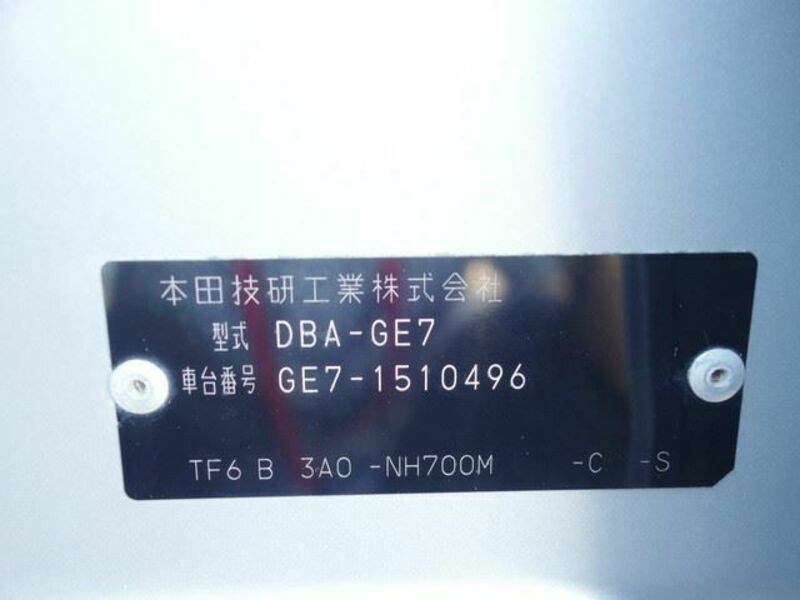 本田技研工業株式会社
型式 DBA-GE7
車台番号 GE7-1510496
TF6 B 3A0 -NH700M -C -S